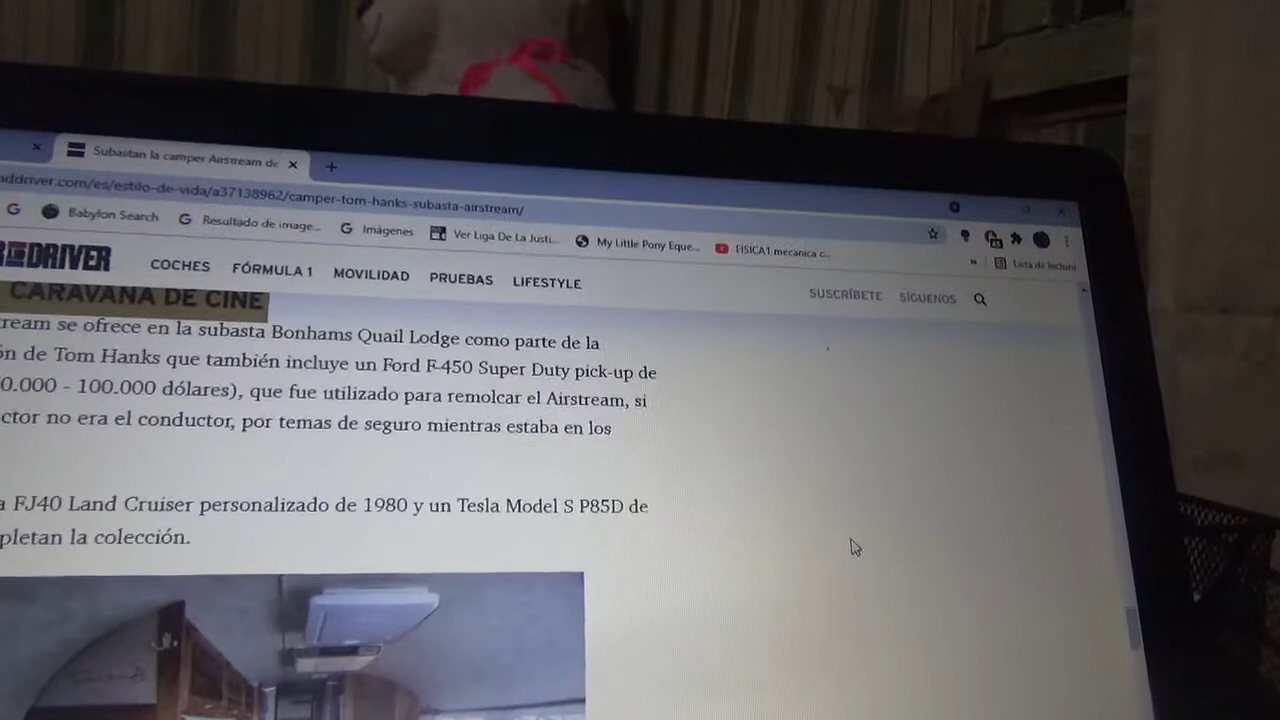 Subastan la camper Airstream de
ddriver.com/es/estilo-de-vida/a37138962/camper-tom-hanks-subasta-airstream/
G Babylon Search G Resultado de image... G Imágenes Ver Liga De La Justi... My Little Pony Eque... FISICA1 mecanica c... »
Lista de lectura
DRIVER COCHES FÓRMULA 1 MOVILIDAD PRUEBAS LIFESTYLE SUSCRÍBETE SÍGUENOS
CARAVANA DE CINE
ream se ofrece en la subasta Bonhams Quail Lodge como parte de la
ón de Tom Hanks que también incluye un Ford F-450 Super Duty pick-up de
0.000 - 100.000 dólares), que fue utilizado para remolcar el Airstream, si
ctor no era el conductor, por temas de seguro mientras estaba en los
a FJ40 Land Cruiser personalizado de 1980 y un Tesla Model S P85D de
pletan la colección.